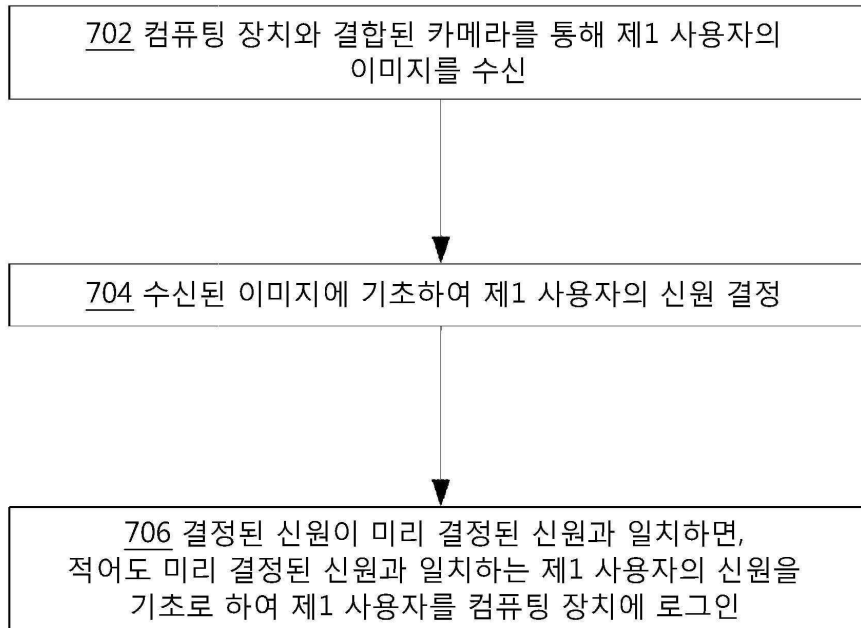 702 컴퓨팅 장치와 결합된 카메라를 통해 제1 사용자의
이미지를 수신
704 수신된 이미지에 기초하여 제1 사용자의 신원 결정
706 결정된 신원이 미리 결정된 신원과 일치하면,
적어도 미리 결정된 신원과 일치하는 제1 사용자의 신원을
기초로 하여 제1 사용자를 컴퓨팅 장치에 로그인